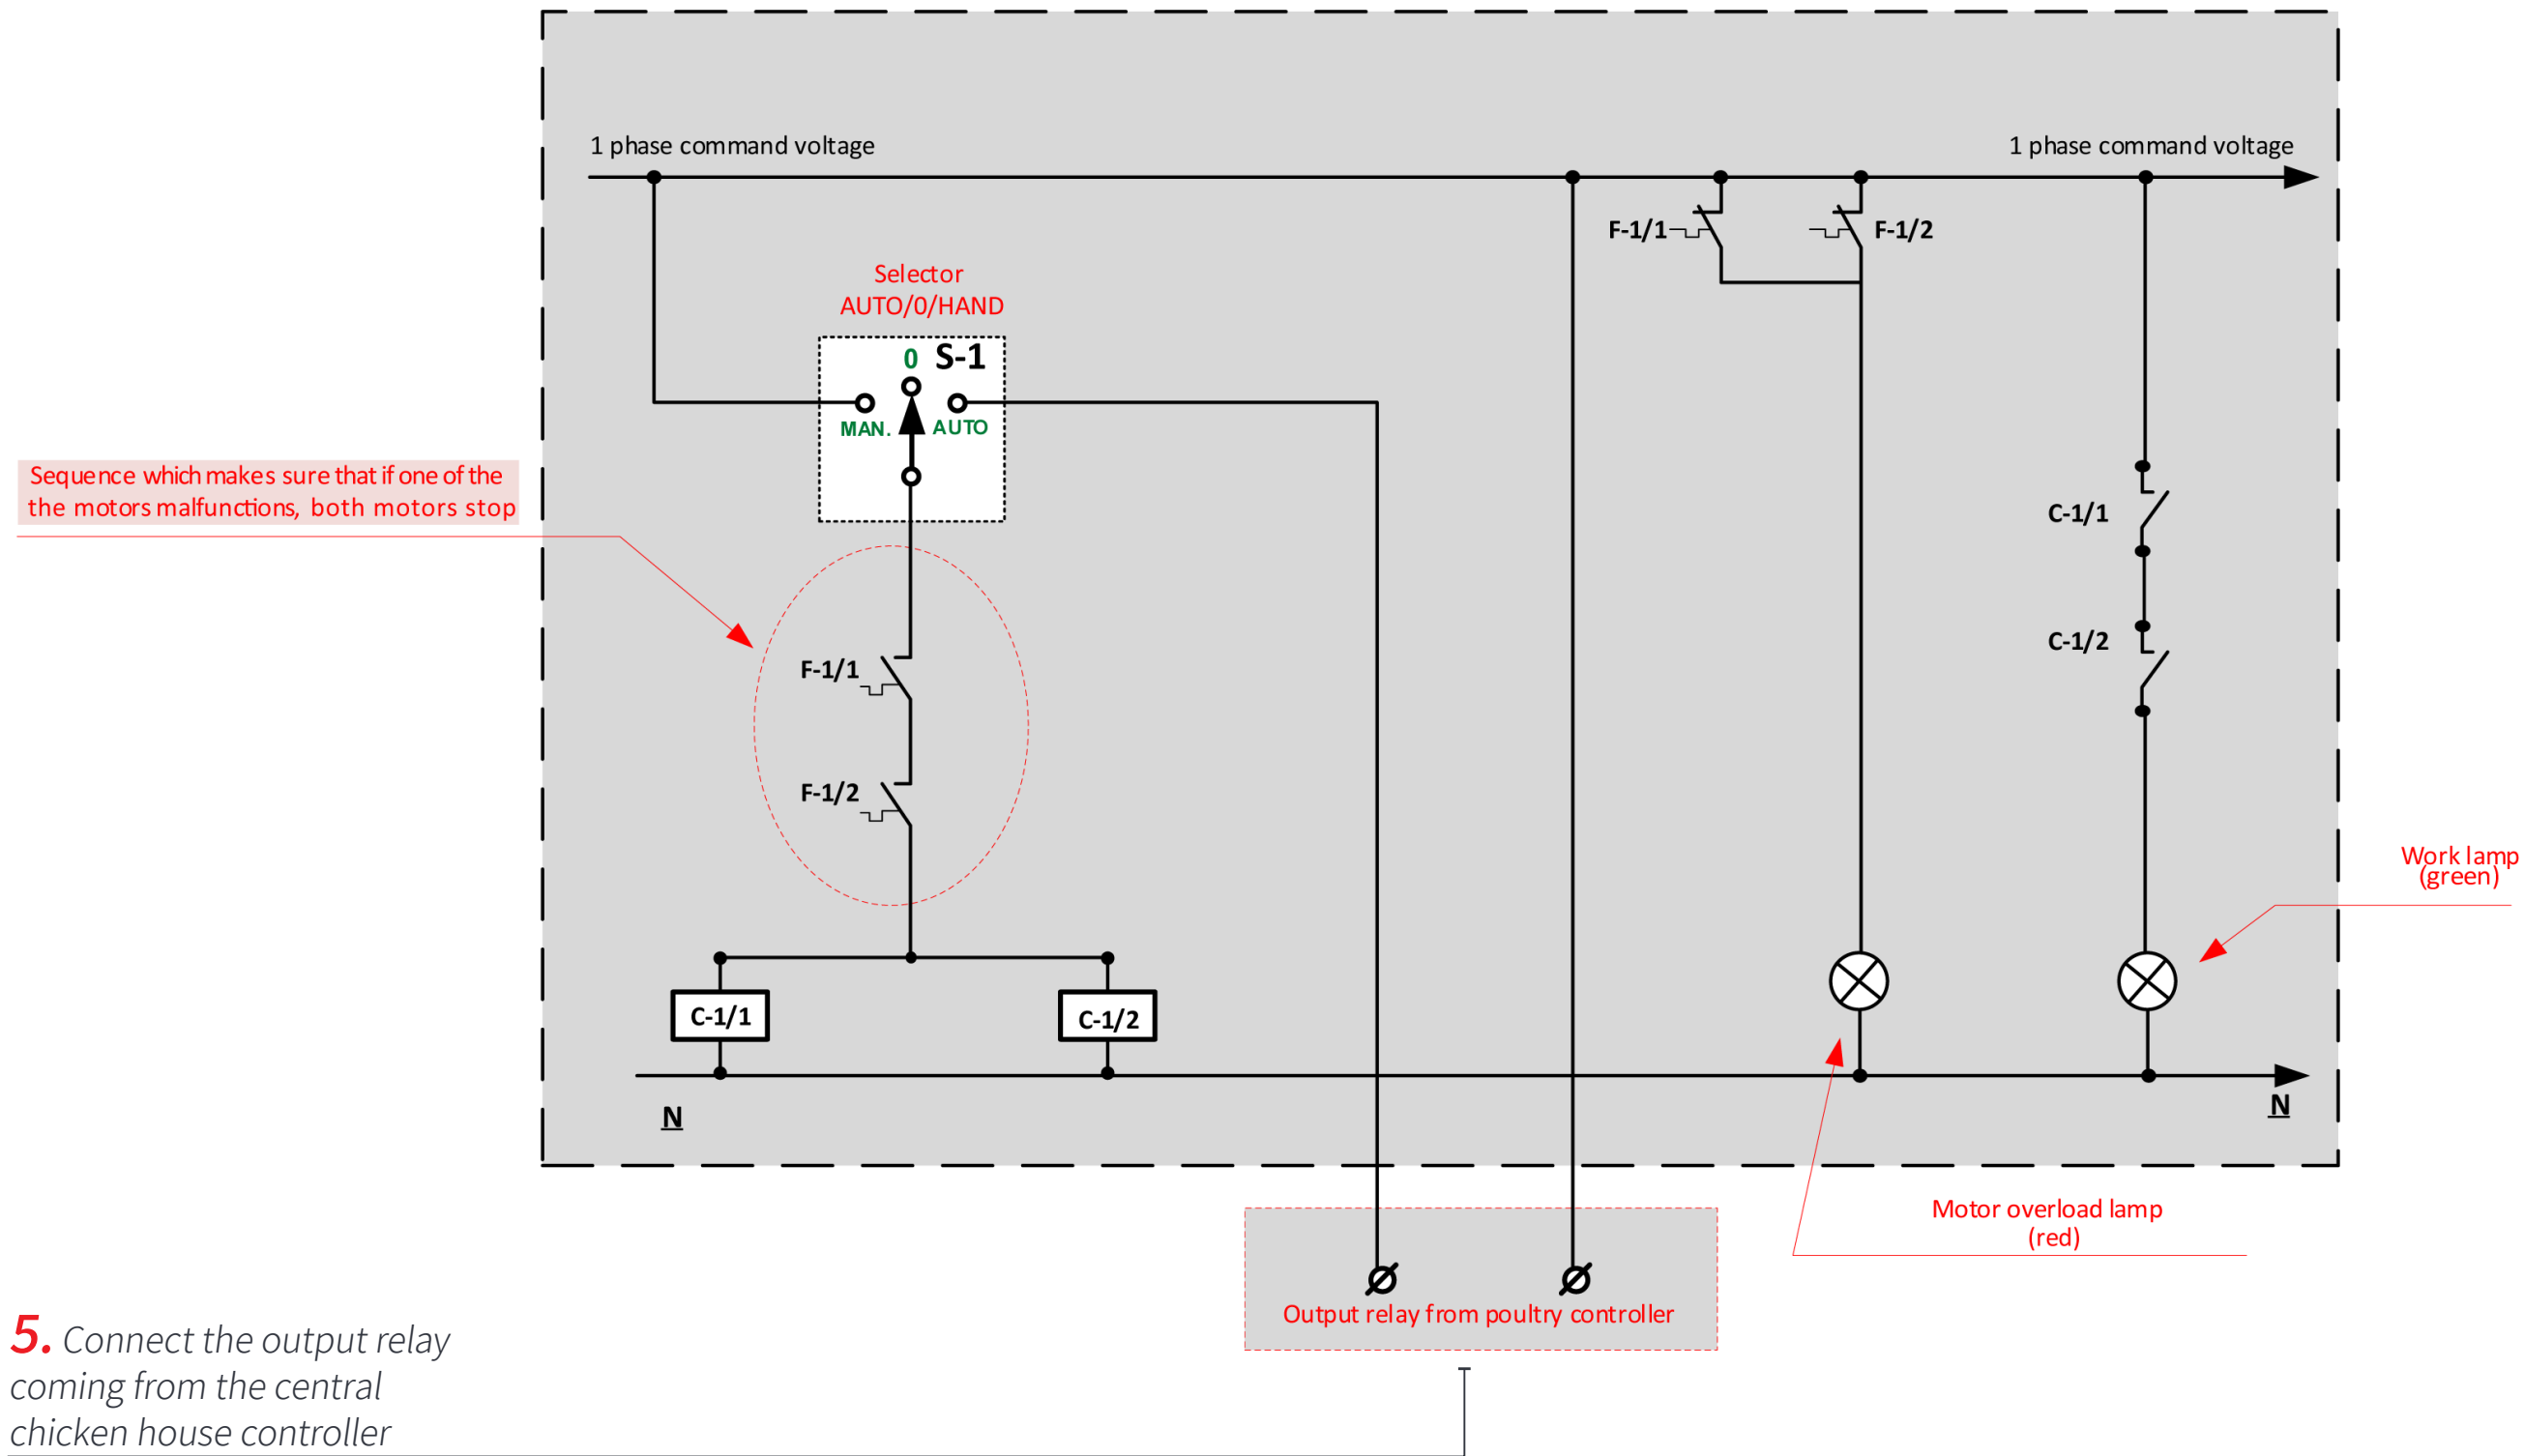 1 phase command voltage
1 phase command voltage
F-1/1
F-1/2
Selector
AUTO/0/HAND
0 S-1
MAN. AUTO
Sequence which makes sure that if one of the
the motors malfunctions, both motors stop
C-1/1
C-1/2
F-1/1
F-1/2
Work lamp
(green)
C-1/1
C-1/2
N
N
Motor overload lamp
(red)
Output relay from poultry controller
5. Connect the output relay
coming from the central
chicken house controller